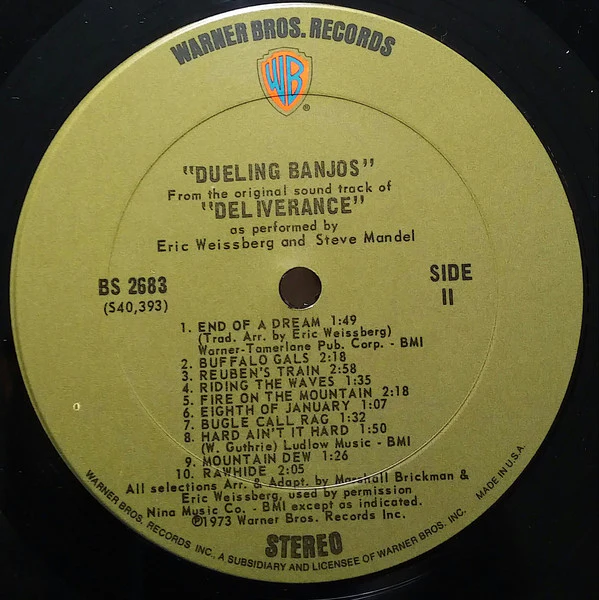 WARNER BROS. RECORDS
WB
®
"DUELING BANJOS"
From the original sound track of
"DELIVERANCE"
as performed by
Eric Weissberg and Steve Mandel
BS 2683
(S40,393)
SIDE
II
1. END OF A DREAM 1:49
(Trad. Arr. by Eric Weissberg)
Warner-Tamerlane Pub. Corp. - BMI
2. BUFFALO GALS 2:18
3. REUBEN'S TRAIN 2:58
4. RIDING THE WAVES 1:35
5. FIRE ON THE MOUNTAIN 2:18
6. EIGHTH OF JANUARY 1:07
7. BUGLE CALL RAG 1:32
8. HARD AIN'T IT HARD 1:50
(W. Guthrie) Ludlow Music - BMI
9. MOUNTAIN DEW 1:26
10. RAWHIDE 2:05
All selections Arr. & Adapt. by Marshall Brickman &
Eric Weissberg, used by permission
Nina Music Co. - BMI except as indicated.
℗1973 Warner Bros. Records Inc.
STEREO
WARNER BROS. RECORDS INC., A SUBSIDIARY AND LICENSEE OF WARNER BROS. INC. MADE IN U.S.A.